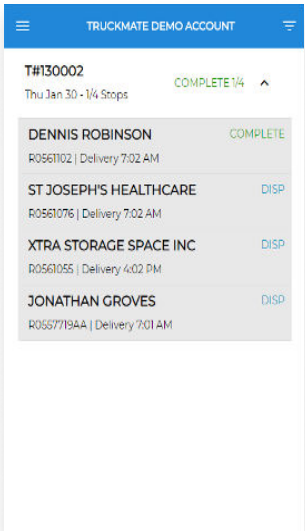 TRUCKMATE DEMO ACCOUNT
T#130002
Thu Jan 30 - 1/4 Stops
COMPLETE 1/4
DENNIS ROBINSON
COMPLETE
R0561102 | Delivery 7:02 AM
ST JOSEPH'S HEALTHCARE
DISP
R0561076 | Delivery 7:02 AM
XTRA STORAGE SPACE INC
DISP
R0561055 | Delivery 4:02 PM
JONATHAN GROVES
DISP
R0557719AA | Delivery 7:01 AM